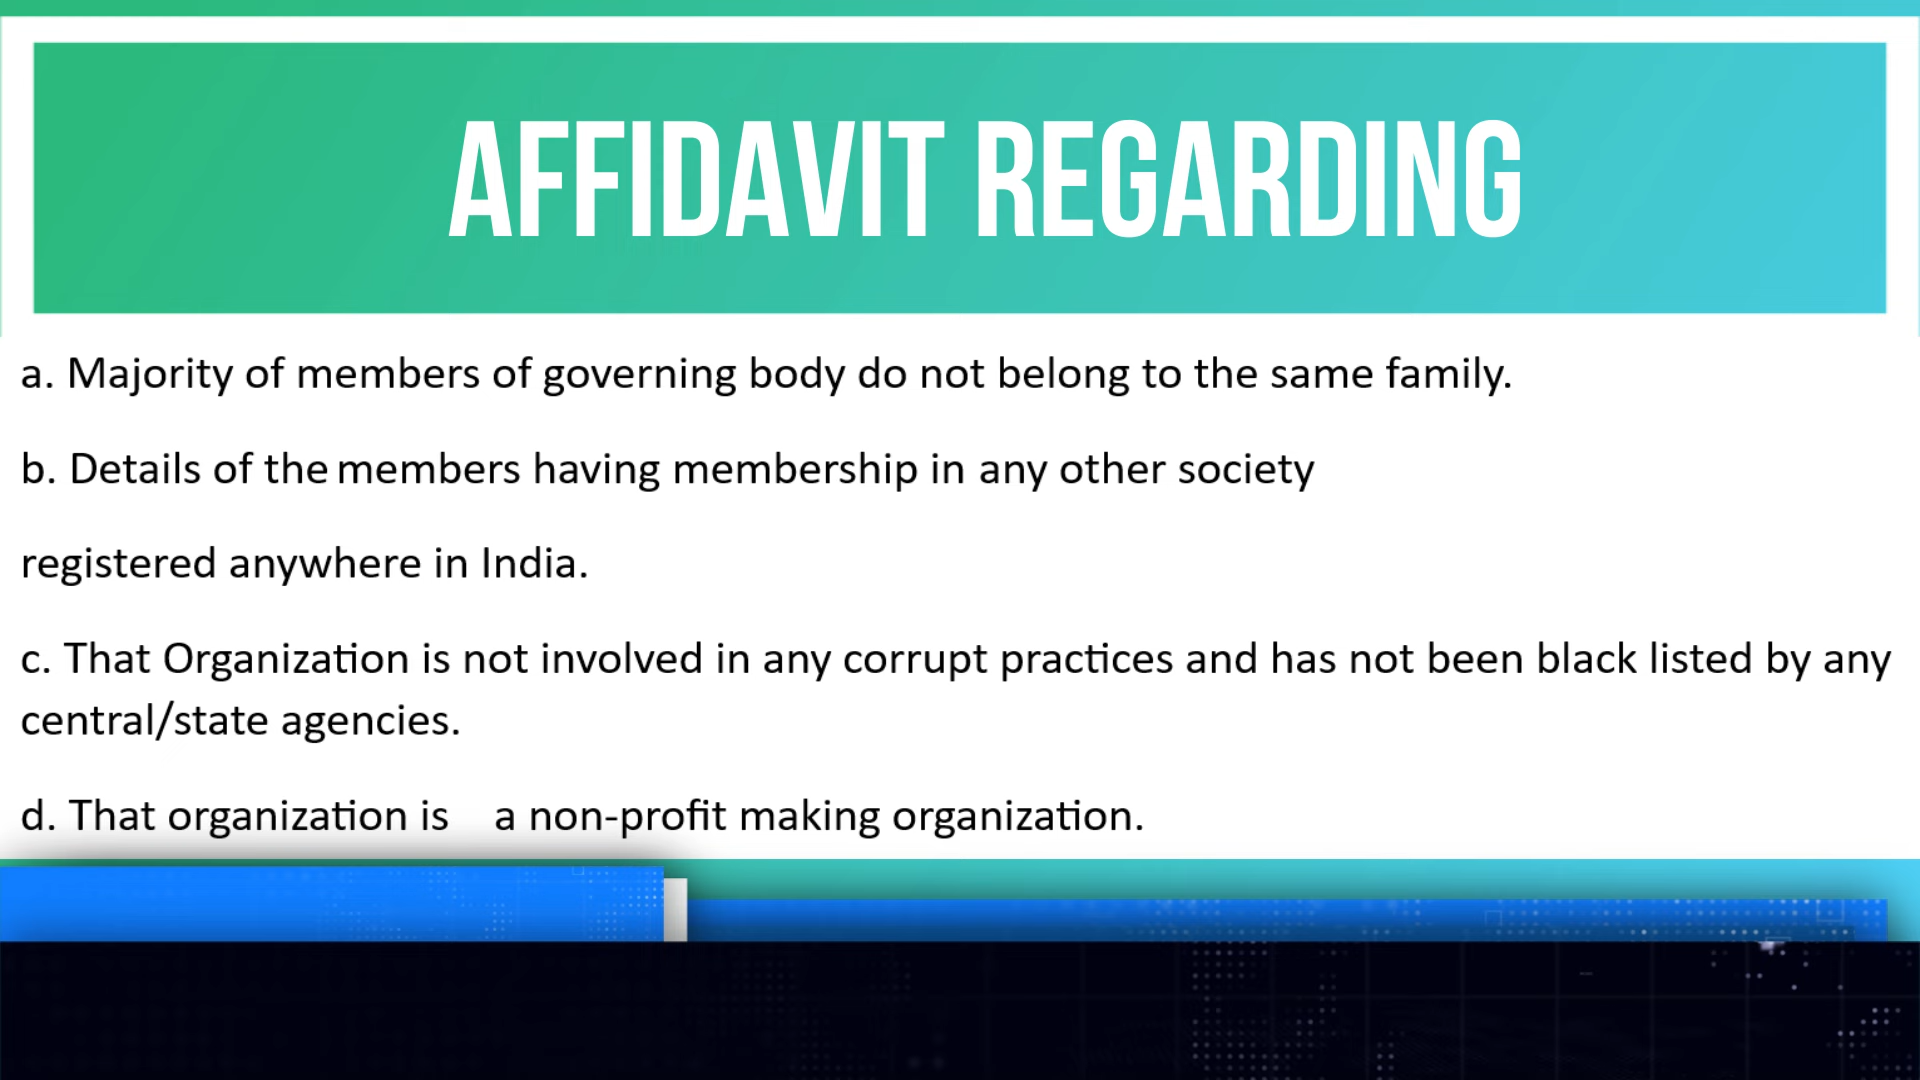 AFFIDAVIT REGARDING
a. Majority of members of governing body do not belong to the same family.
b. Details of the members having membership in any other society
registered anywhere in India.
c. That Organization is not involved in any corrupt practices and has not been black listed by any
central/state agencies.
d. That organization is a non-profit making organization.